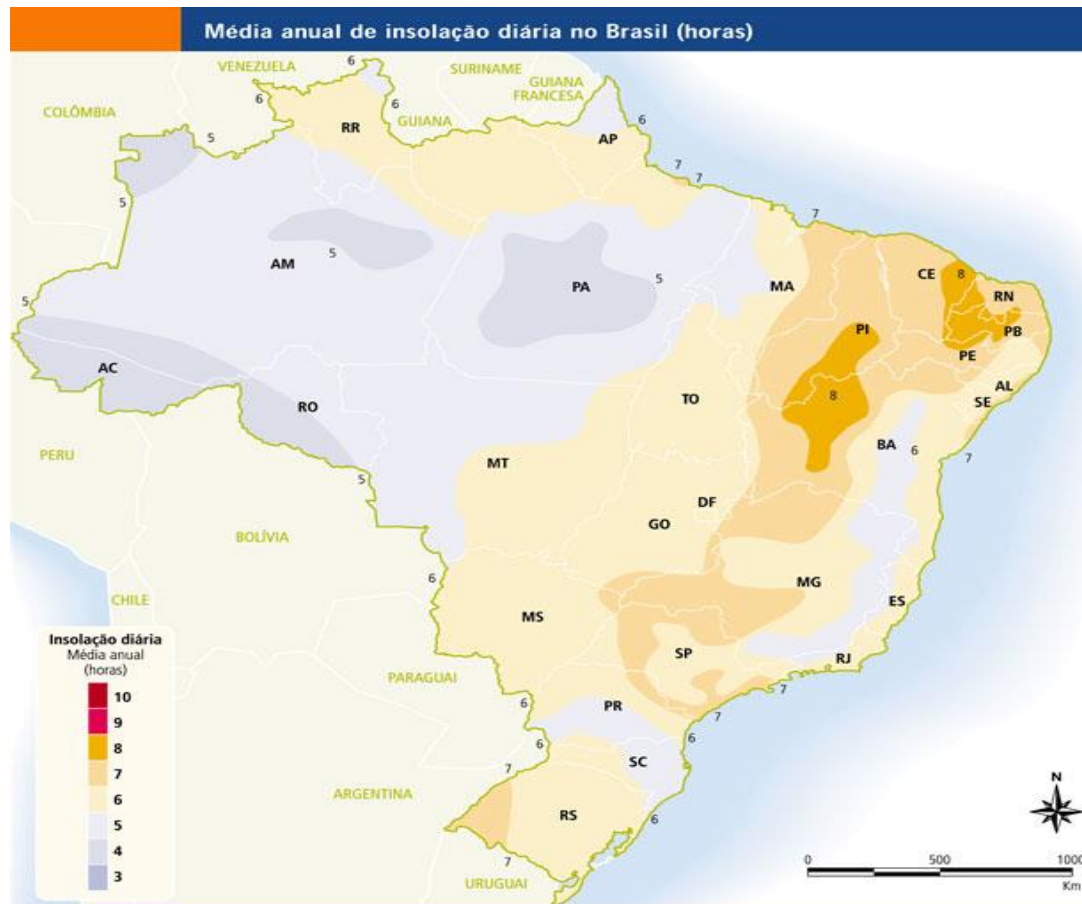 Média anual de insolação diária no Brasil (horas)
VENEZUELA
6
SURINAME
GUIANA
FRANCESA
COLÔMBIA
6
6
GUIANA
6
RR
AP
5
7
7
5
7
AM
5
PA
5
MA
CE
8
RN
5
PI
PB
PE
AC
RO
TO
8
AL
SE
PERU
MT
BA
6
7
5
DF
GO
BOLÍVIA
6
MG
ES
CHILE
MS
SP
RJ
PARAGUAI
7
6
PR
7
6
6
7
SC
ARGENTINA
RS
6
7
URUGUAI
Insolação diária
Média anual
(horas)
10
9
8
7
6
5
4
3
N
0 500 1000
Km